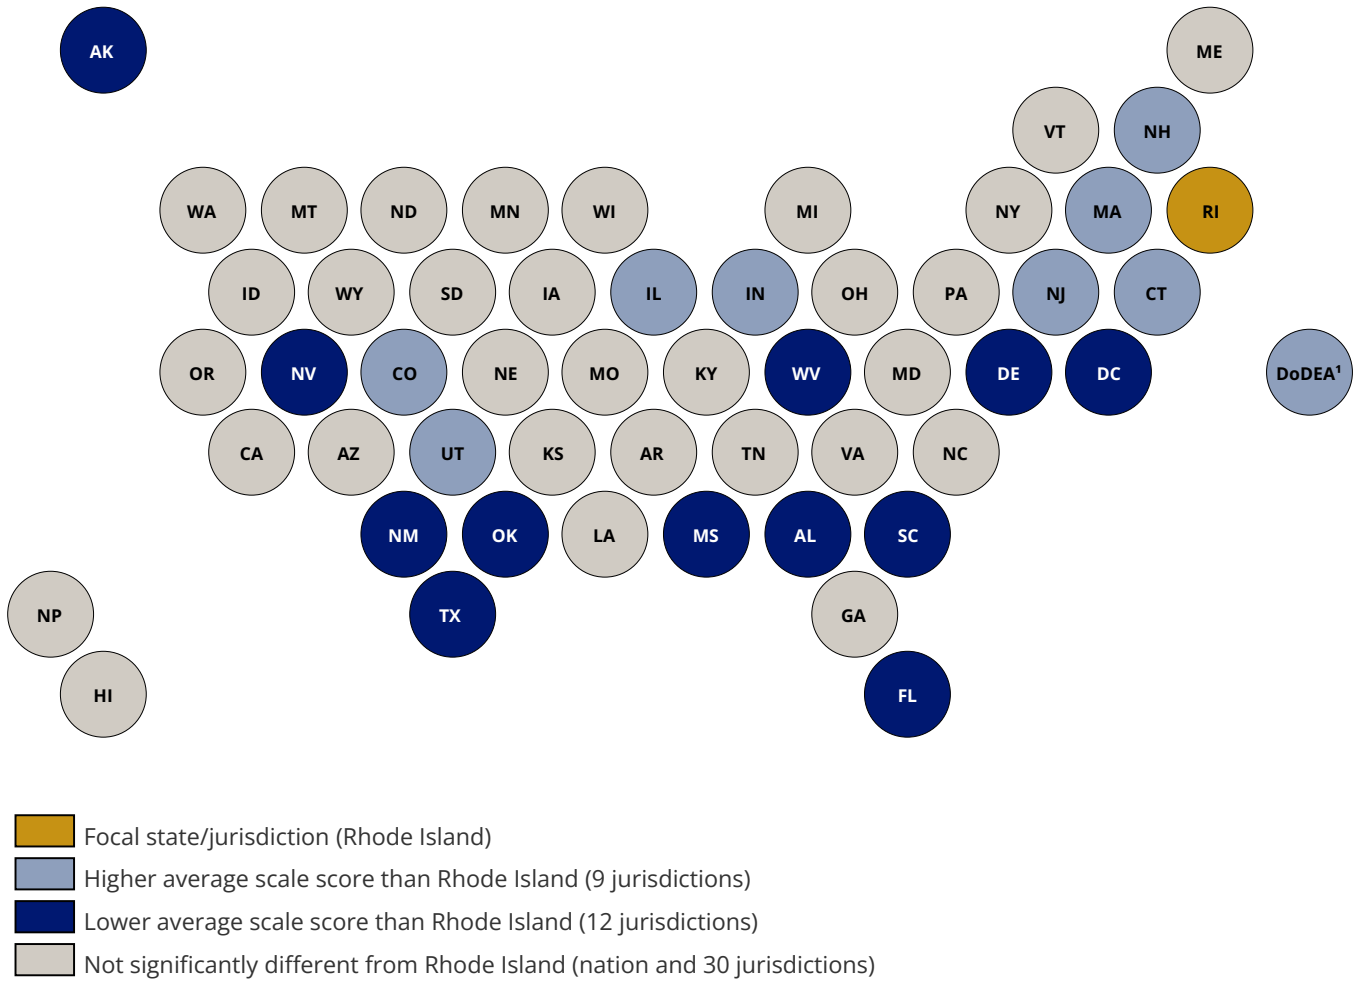 AK ME
VT NH
WA MT ND MN WI MI NY MA RI
ID WY SD IA IL IN OH PA NJ CT
OR NV CO NE MO KY WV MD DE DC DoDEA¹
CA AZ UT KS AR TN VA NC
NM OK LA MS AL SC
NP TX GA
HI FL
Focal state/jurisdiction (Rhode Island)
Higher average scale score than Rhode Island (9 jurisdictions)
Lower average scale score than Rhode Island (12 jurisdictions)
Not significantly different from Rhode Island (nation and 30 jurisdictions)